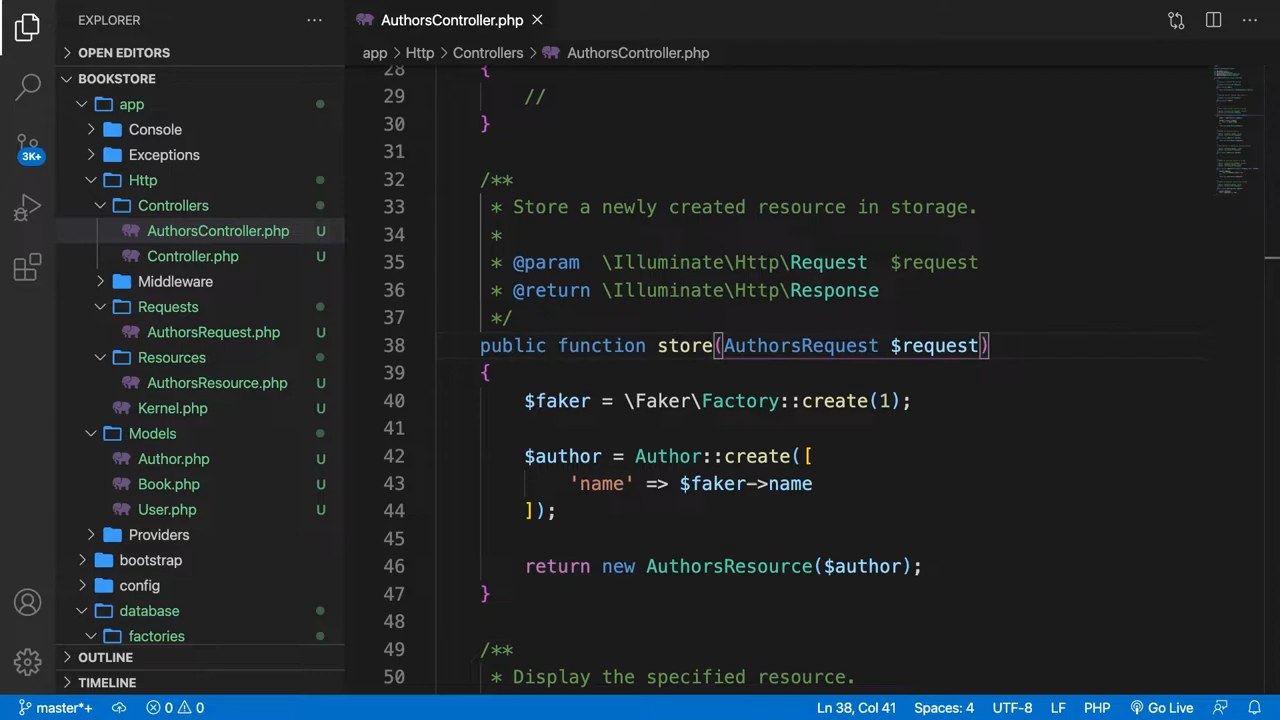 EXPLORER
OPEN EDITORS
BOOKSTORE
app
Console
Exceptions
Http
Controllers
AuthorsController.php U
Controller.php U
Middleware
Requests
AuthorsRequest.php U
Resources
AuthorsResource.php U
Kernel.php U
Models
Author.php U
Book.php U
User.php U
Providers
bootstrap
config
database
factories
OUTLINE
TIMELINE
3K+
AuthorsController.php
app > Http > Controllers > AuthorsController.php
28 {
29 //
30 }
31
32 /**
33 * Store a newly created resource in storage.
34 *
35 * @param \Illuminate\Http\Request $request
36 * @return \Illuminate\Http\Response
37 */
38 public function store(AuthorsRequest $request)
39 {
40 $faker = \Faker\Factory::create(1);
41
42 $author = Author::create([
43 'name' => $faker->name
44 ]);
45
46 return new AuthorsResource($author);
47 }
48
49 /**
50 * Display the specified resource.
master*+ 0 0 Ln 38, Col 41 Spaces: 4 UTF-8 LF PHP Go Live